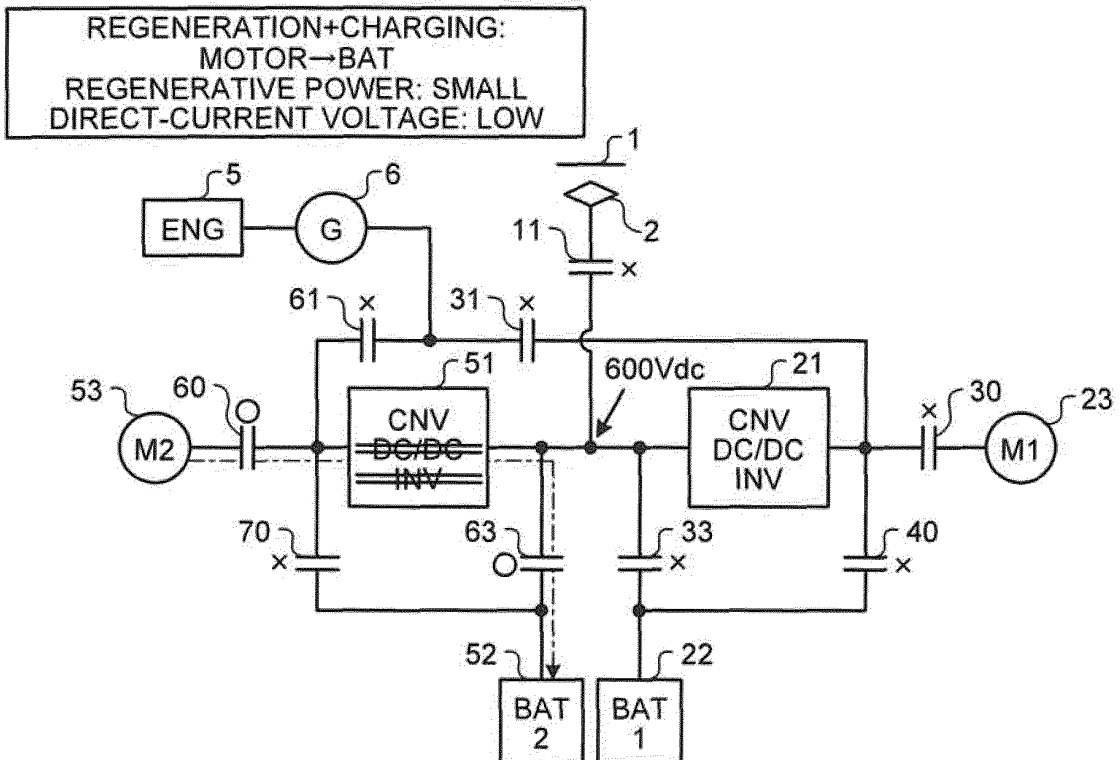 REGENERATION+CHARGING:
MOTOR→BAT
REGENERATIVE POWER: SMALL
DIRECT-CURRENT VOLTAGE: LOW
1
5
6
ENG
G
11
2
×
61
×
31
×
51
600Vdc
21
53
60
○
30
×
23
M2
CNV
DC/DC
INV
CNV
DC/DC
INV
M1
70
×
63
○
33
×
40
×
52
22
BAT
2
BAT
1